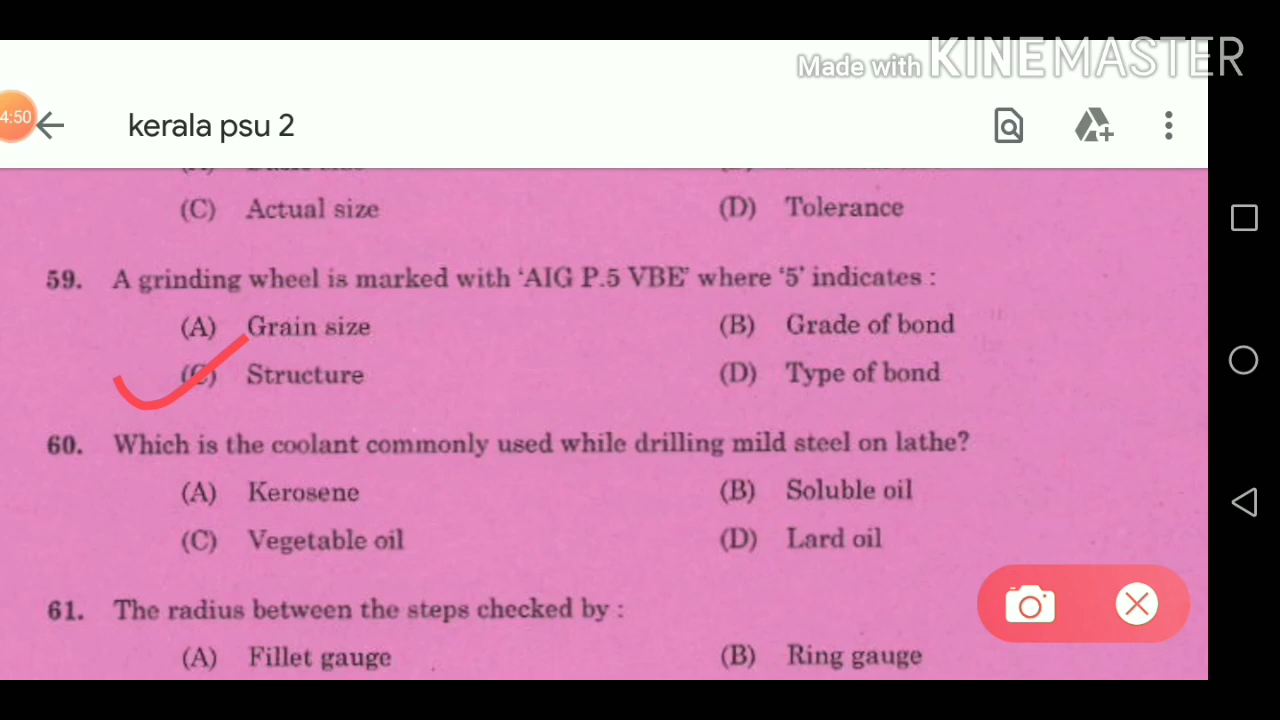 Made with KINEMASTER
4:50
kerala psu 2
(C) Actual size (D) Tolerance
59. A grinding wheel is marked with ‘AIG P.5 VBE’ where ‘5’ indicates :
(A) Grain size (B) Grade of bond
(C) Structure (D) Type of bond
60. Which is the coolant commonly used while drilling mild steel on lathe?
(A) Kerosene (B) Soluble oil
(C) Vegetable oil (D) Lard oil
61. The radius between the steps checked by :
(A) Fillet gauge (B) Ring gauge